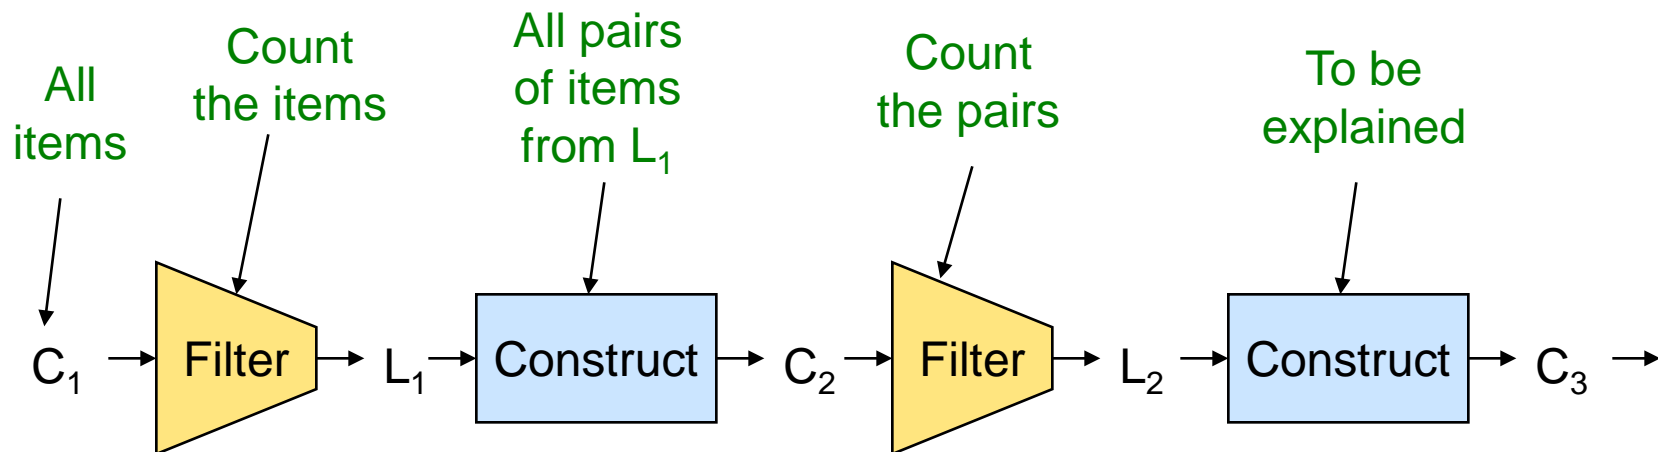 All
items
Count
the items
All pairs
of items
from L₁
Count
the pairs
To be
explained
C₁
Filter
L₁
Construct
C₂
Filter
L₂
Construct
C₃